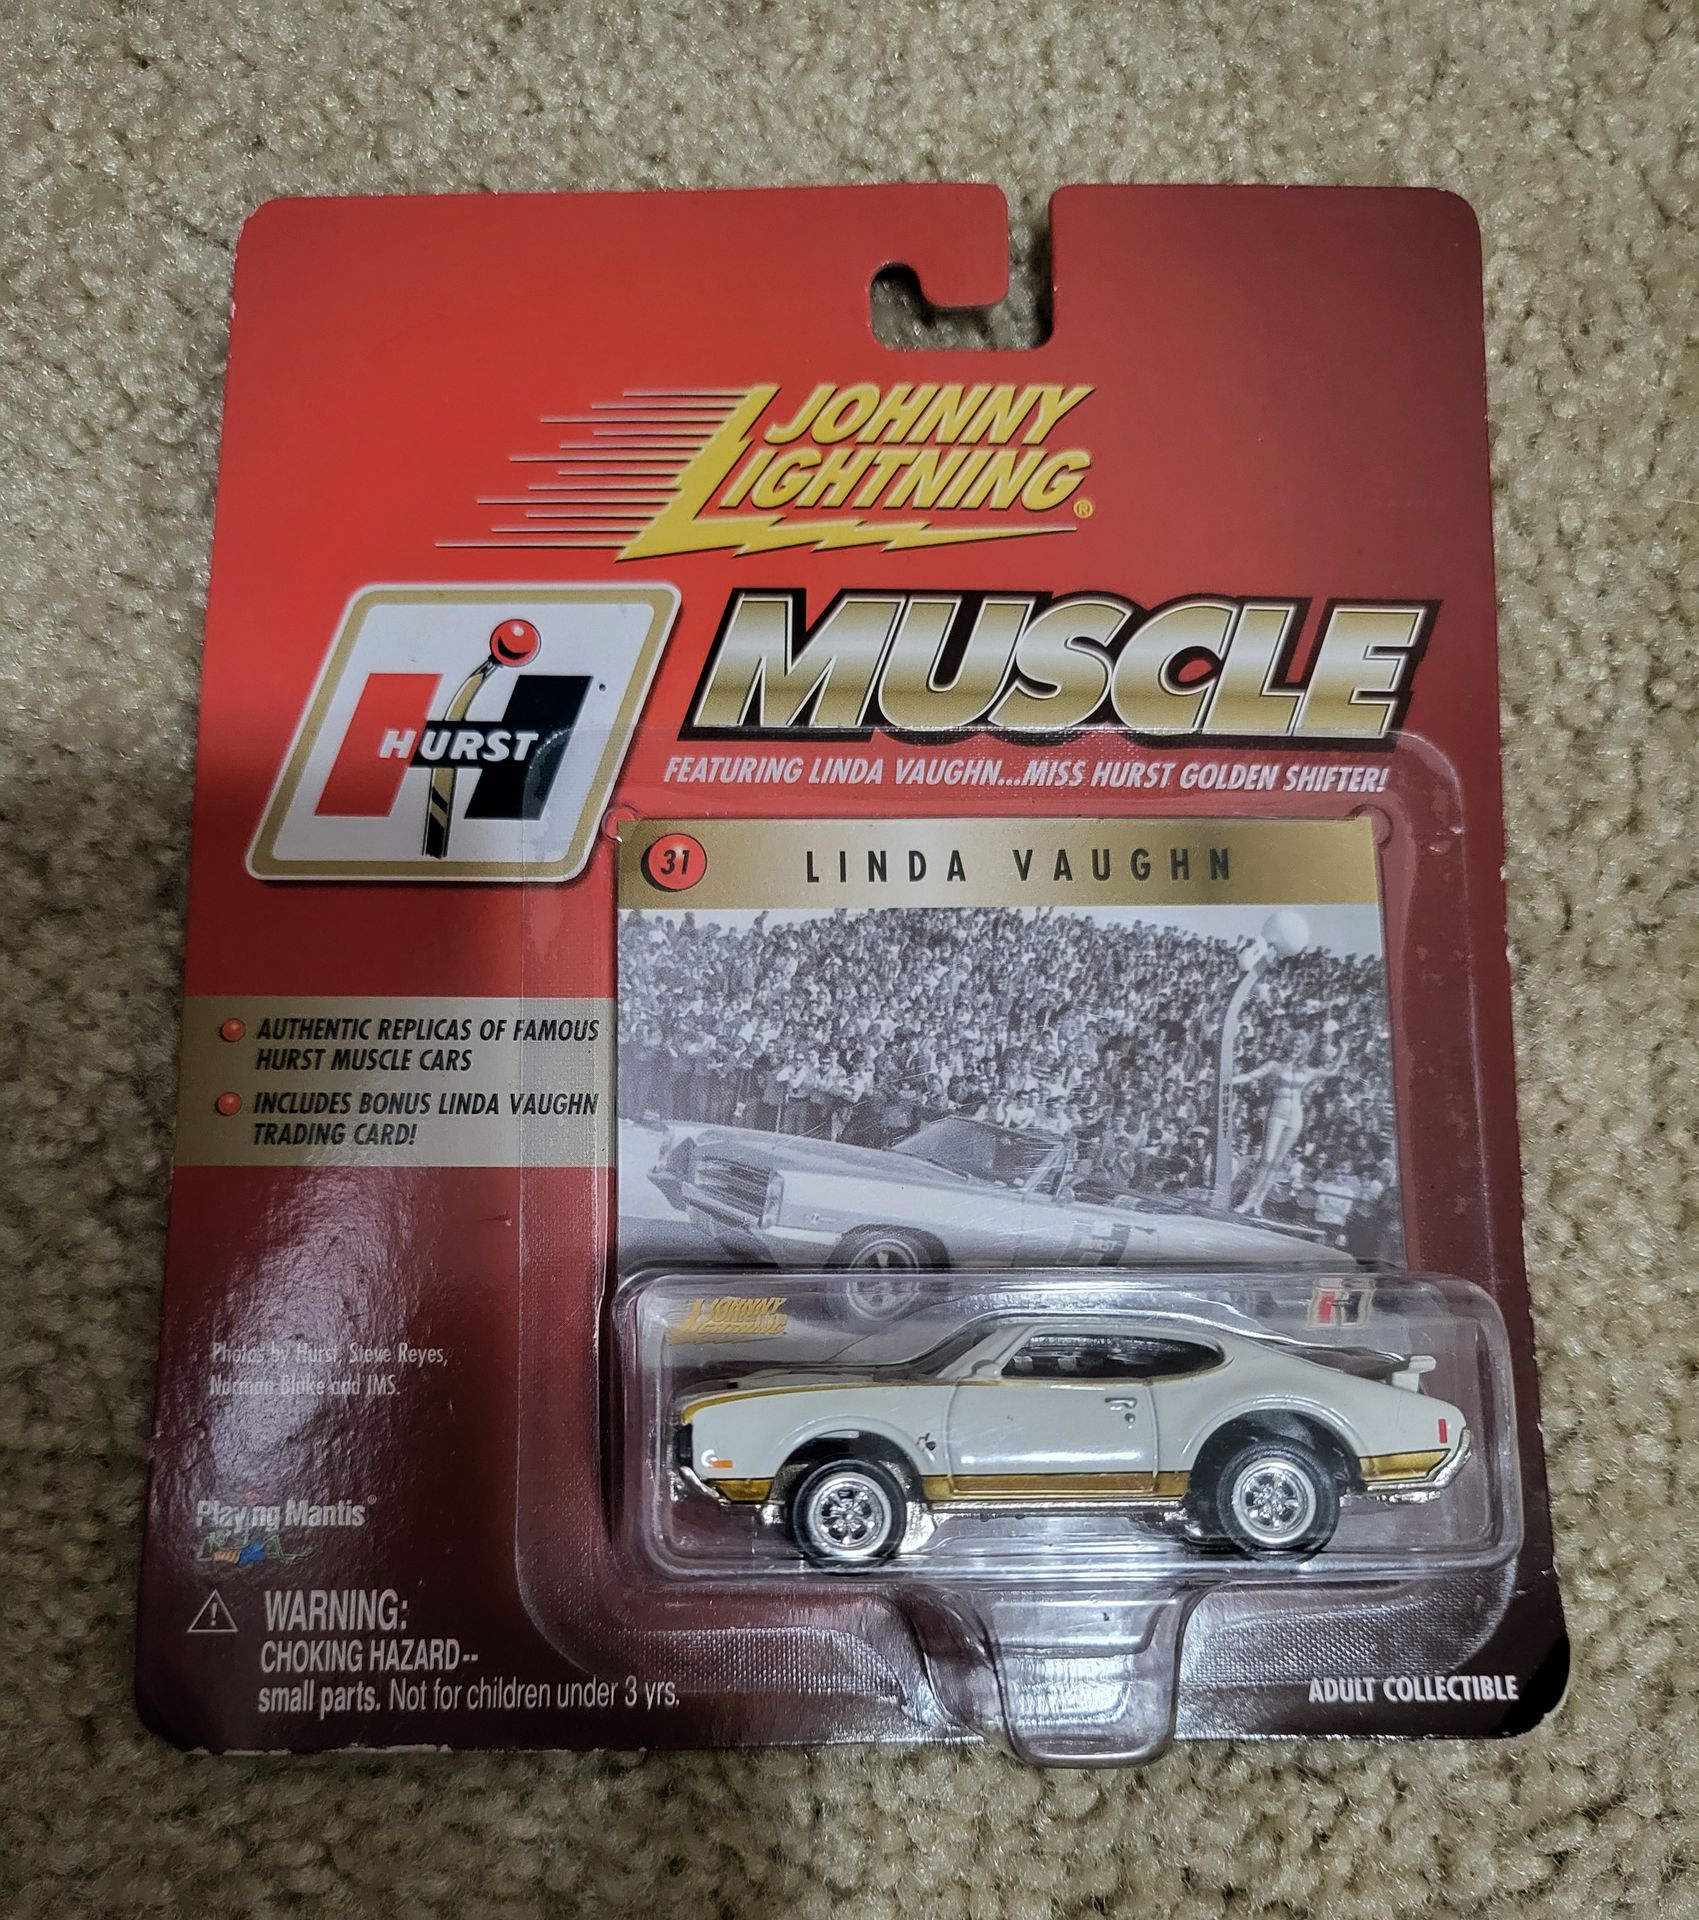 JOHNNY
LIGHTNING®
HURST
MUSCLE
FEATURING LINDA VAUGHN...MISS HURST GOLDEN SHIFTER!
31 LINDA VAUGHN
AUTHENTIC REPLICAS OF FAMOUS
HURST MUSCLE CARS
INCLUDES BONUS LINDA VAUGHN
TRADING CARD!
HURST
Photos by Hurst, Steve Reyes,
Norman Blake and IMS.
JOHNNY
LIGHTNING
Playing Mantis®
WARNING:
CHOKING HAZARD--
small parts. Not for children under 3 yrs.
ADULT COLLECTIBLE